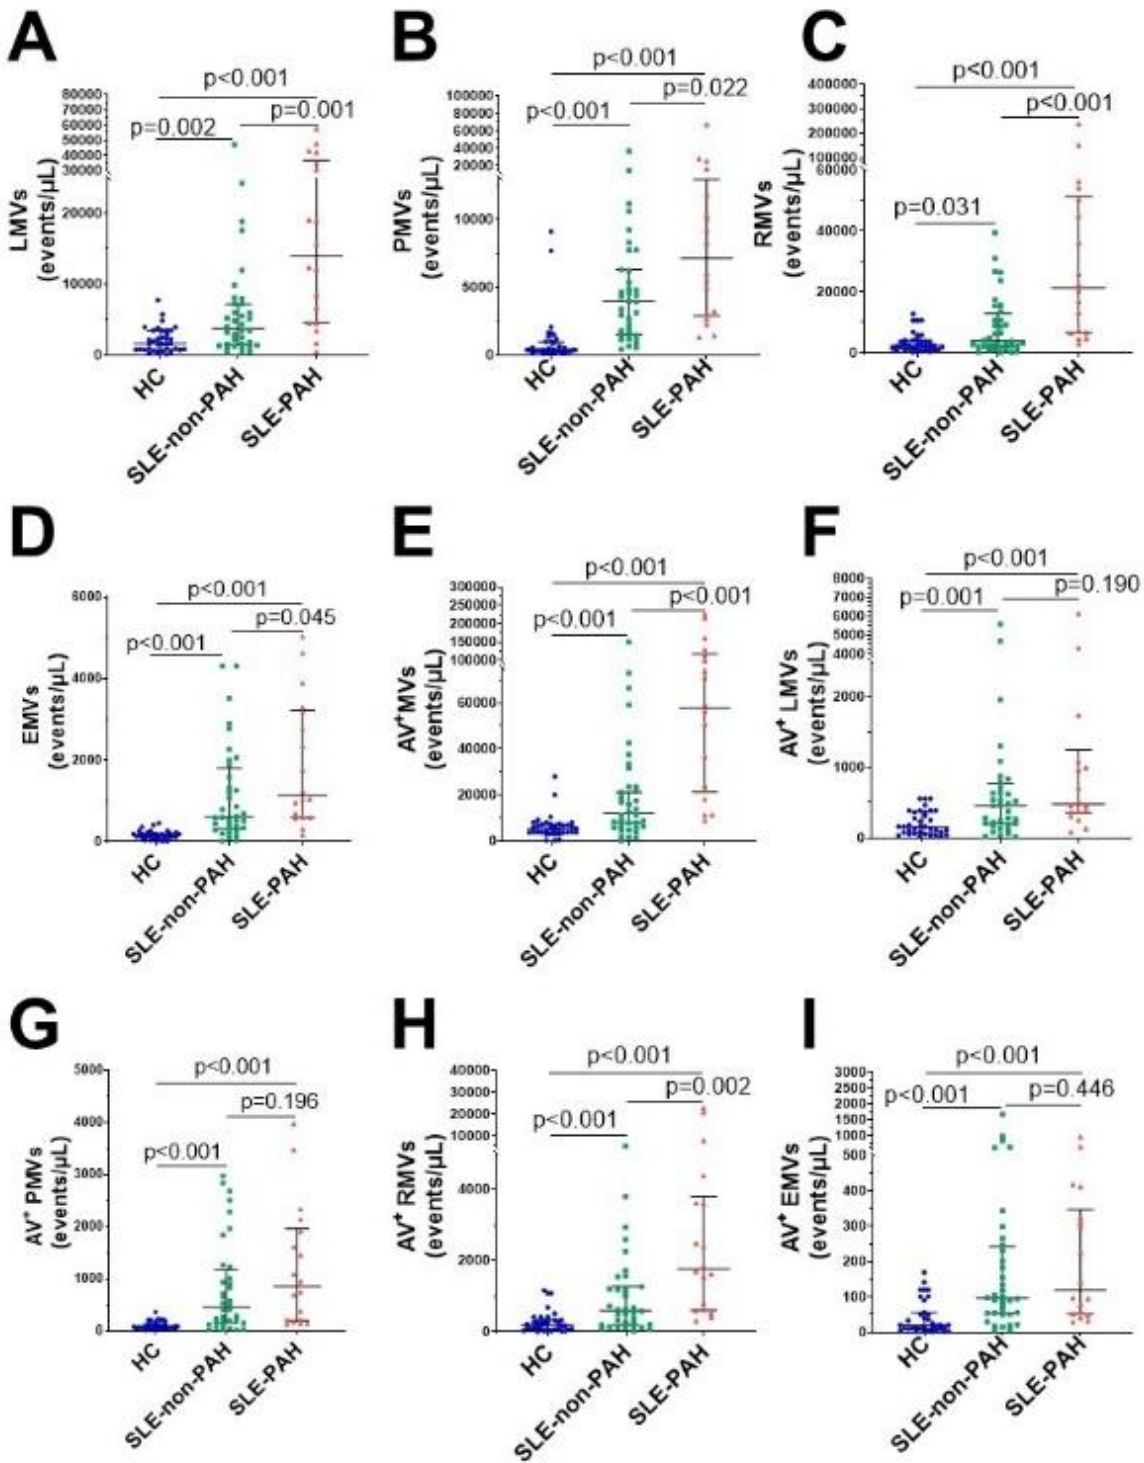 A
B
C
p<0.001
p=0.001
p=0.002
80000
70000
60000
50000
40000
30000
20000
10000
0
LMVs
(events/μL)
HC
SLE-non-PAH
SLE-PAH
p<0.001
p=0.022
p<0.001
100000
80000
60000
40000
20000
10000
5000
0
PMVs
(events/μL)
HC
SLE-non-PAH
SLE-PAH
p<0.001
p<0.001
p=0.031
400000
300000
200000
100000
60000
40000
20000
0
RMVs
(events/μL)
HC
SLE-non-PAH
SLE-PAH
D
E
F
p<0.001
p=0.045
p<0.001
6000
4000
2000
0
EMVs
(events/μL)
HC
SLE-non-PAH
SLE-PAH
p<0.001
p<0.001
p<0.001
300000
250000
200000
150000
100000
60000
40000
20000
0
AV⁺MVs
(events/μL)
HC
SLE-non-PAH
SLE-PAH
p<0.001
p=0.190
p=0.001
8000
7000
6000
5000
4000
2000
1000
0
AV⁺ LMVs
(events/μL)
HC
SLE-non-PAH
SLE-PAH
G
H
I
p<0.001
p=0.196
p<0.001
5000
4000
3000
2000
1000
0
AV⁺ PMVs
(events/μL)
HC
SLE-non-PAH
SLE-PAH
p<0.001
p=0.002
p<0.001
40000
30000
20000
10000
4000
2000
0
AV⁺ RMVs
(events/μL)
HC
SLE-non-PAH
SLE-PAH
p<0.001
p=0.446
p<0.001
3000
2500
2000
1500
1000
500
400
300
200
100
0
AV⁺ EMVs
(events/μL)
HC
SLE-non-PAH
SLE-PAH